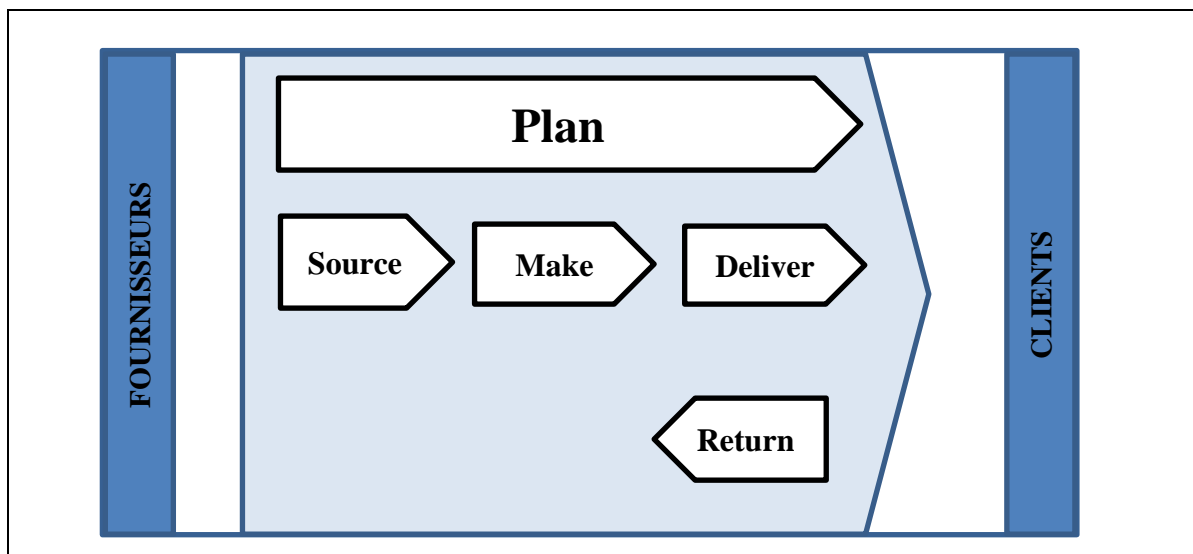 FOURNISSEURS
Plan
Source
Make
Deliver
Return
CLIENTS